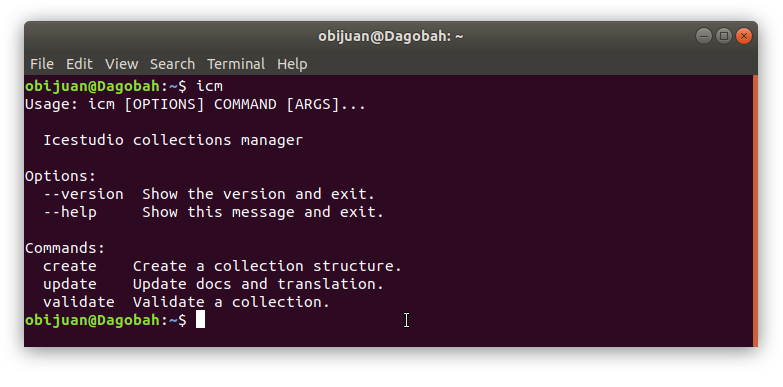 obijuan@Dagobah: ~
File Edit View Search Terminal Help
obijuan@Dagobah:~$ icm
Usage: icm [OPTIONS] COMMAND [ARGS]...
Icestudio collections manager
Options:
--version  Show the version and exit.
--help     Show this message and exit.
Commands:
create    Create a collection structure.
update    Update docs and translation.
validate  Validate a collection.
obijuan@Dagobah:~$